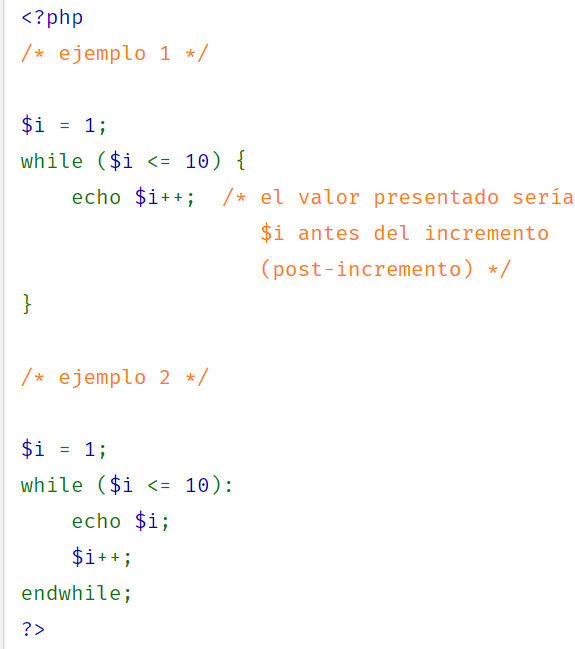 <?php
/* ejemplo 1 */
$i = 1;
while ($i <= 10) {
    echo $i++;  /* el valor presentado sería
                   $i antes del incremento
                   (post-incremento) */
}
/* ejemplo 2 */
$i = 1;
while ($i <= 10):
    echo $i;
    $i++;
endwhile;
?>